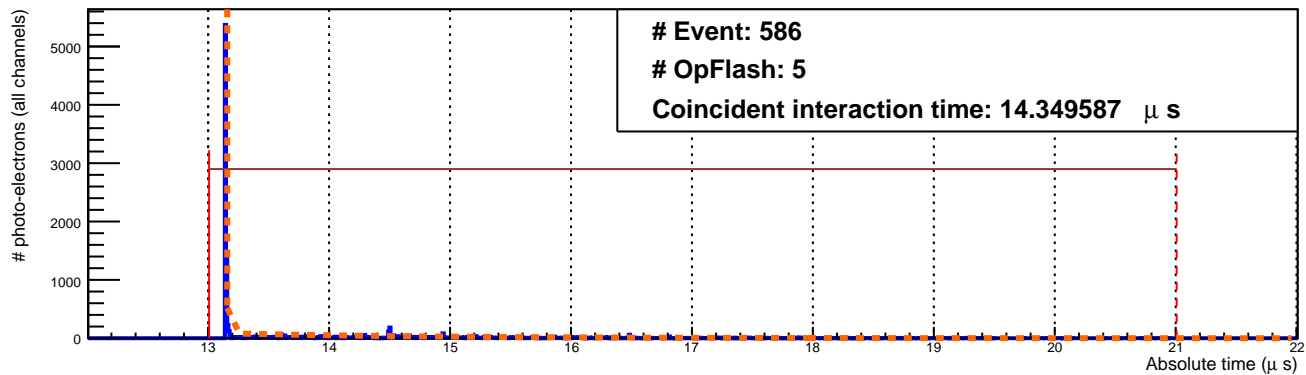 # Event: 586
# OpFlash: 5
Coincident interaction time: 14.349587 μ s
# photo-electrons (all channels)
5000
4000
3000
2000
1000
0
13 14 15 16 17 18 19 20 21 22
Absolute time (μ s)